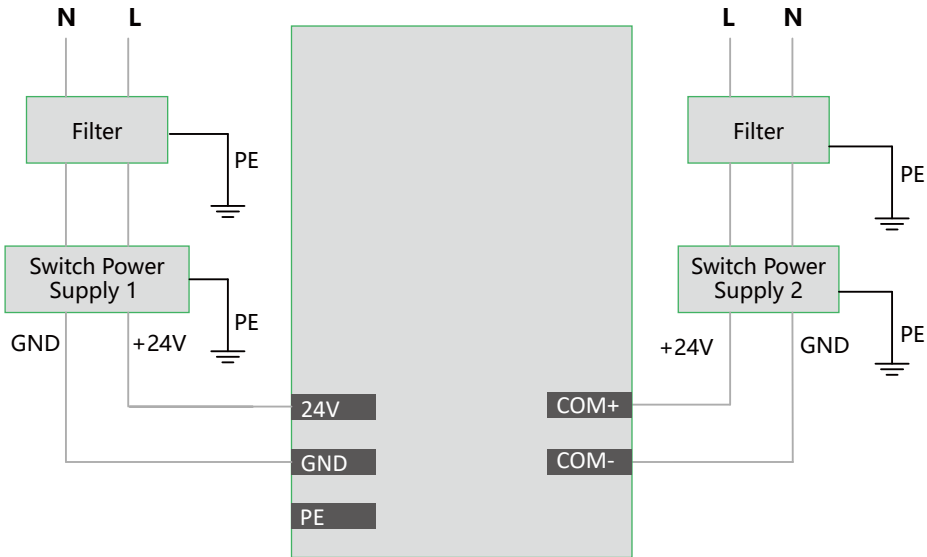 N L
L N
Filter
Filter
PE
PE
Switch Power
Supply 1
Switch Power
Supply 2
PE
PE
GND +24V
+24V GND
24V
COM+
GND
COM-
PE